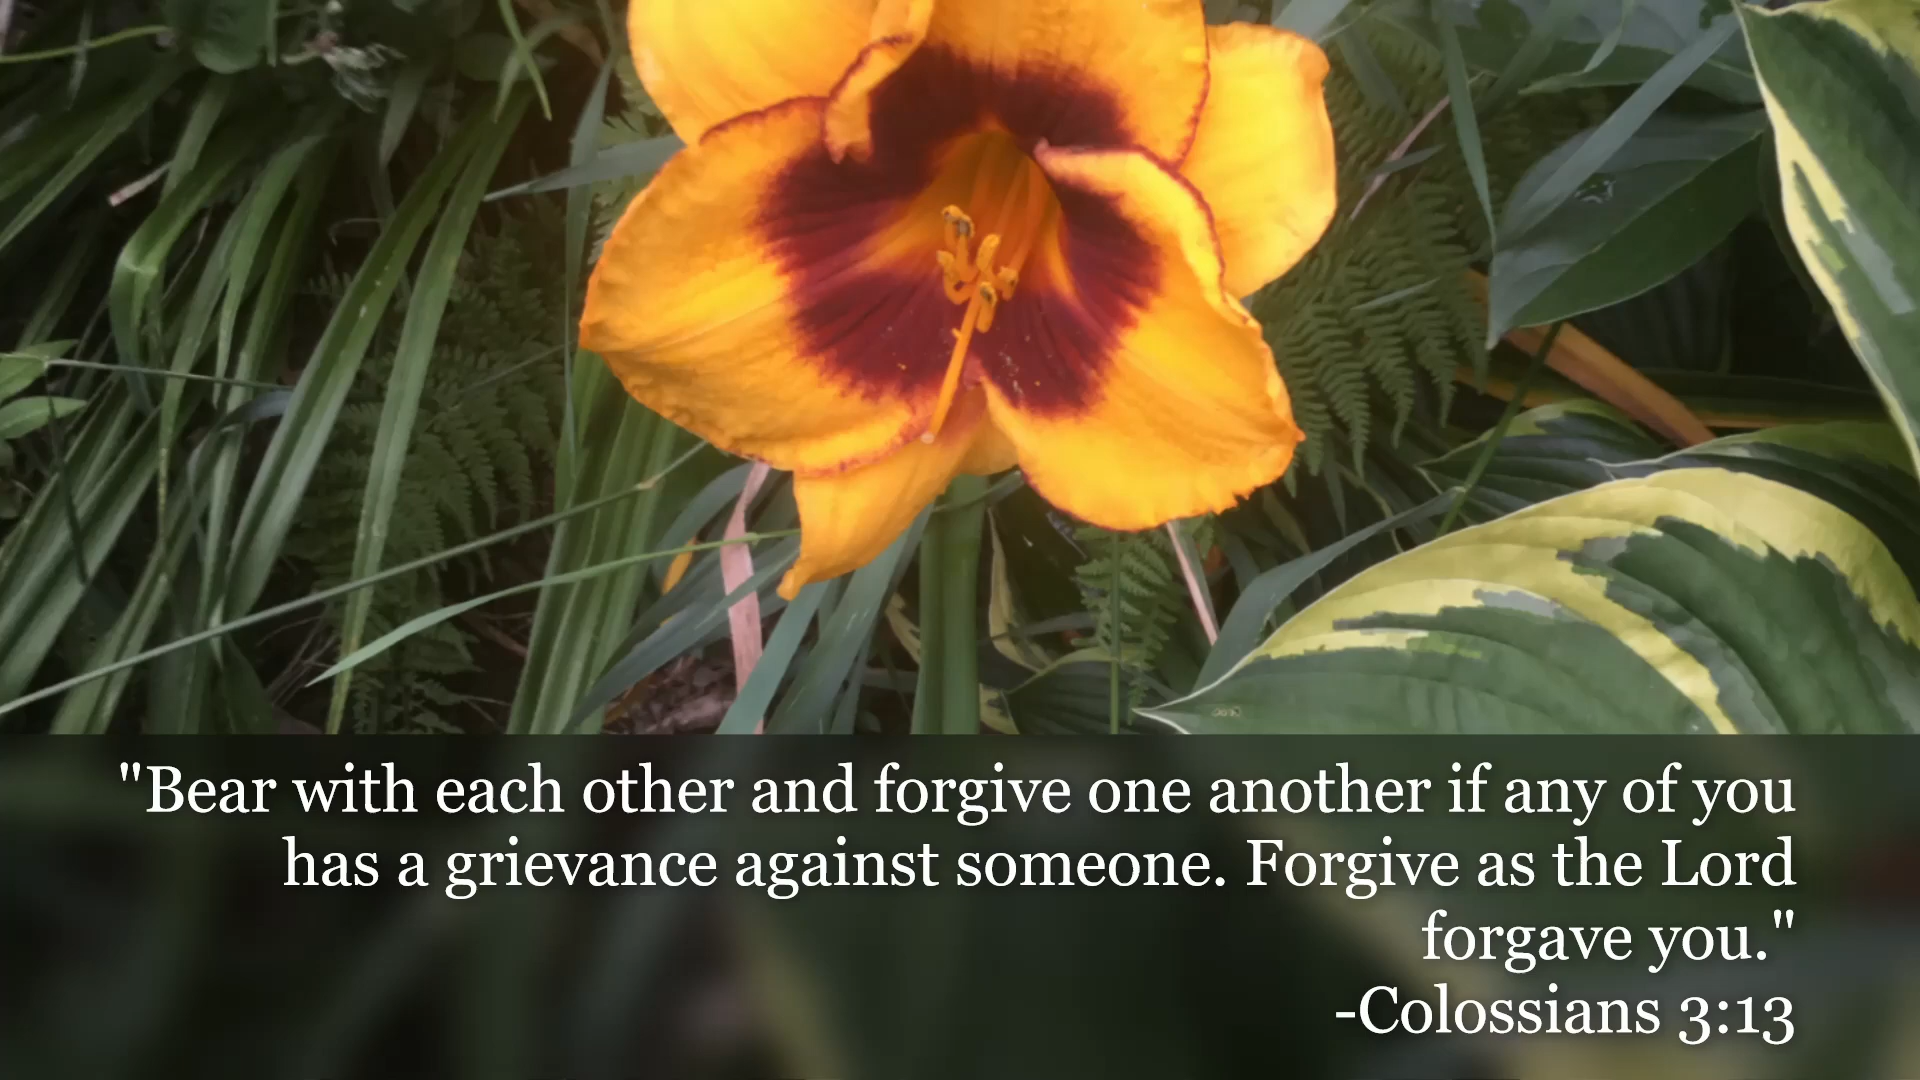 "Bear with each other and forgive one another if any of you
has a grievance against someone. Forgive as the Lord
forgave you."
-Colossians 3:13